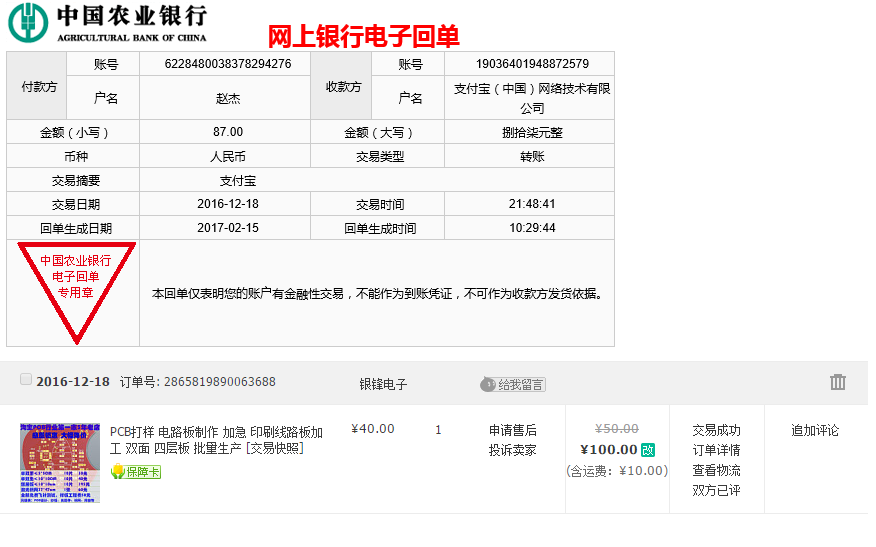 中国农业银行
AGRICULTURAL BANK OF CHINA
网上银行电子回单
付款方 账号 6228480038378294276 收款方 账号 19036401948872579
户名 赵杰 户名 支付宝（中国）网络技术有限公司
金额（小写） 87.00 金额（大写） 捌拾柒元整
币种 人民币 交易类型 转账
交易摘要 支付宝
交易日期 2016-12-18 交易时间 21:48:41
回单生成日期 2017-02-15 回单生成时间 10:29:44
中国农业银行
电子回单
专用章
本回单仅表明您的账户有金融性交易，不能作为到账凭证，不可作为收款方发货依据。
2016-12-18 订单号: 2865819890063688 银锋电子 给我留言
PCB打样 电路板制作 加急 印刷线路板加
工 双面 四层板 批量生产 [交易快照]
保障卡
¥40.00 1
申请售后
投诉卖家
¥50.00
¥100.00 改
(含运费：¥10.00)
交易成功
订单详情
查看物流
双方已评
追加评论